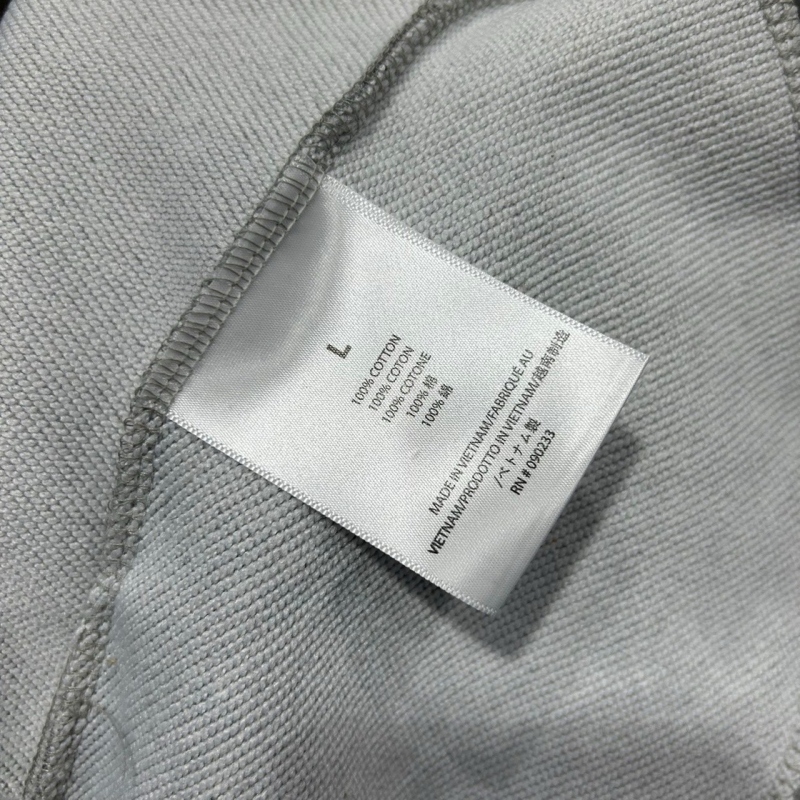 L
100% COTTON
100% COTON
100% COTONE
100% 棉
100% 綿
MADE IN VIETNAM/FABRIQUÉ AU
VIETNAM/PRODOTTO IN VIETNAM/越南制造
/ベトナム製
RN # 090233